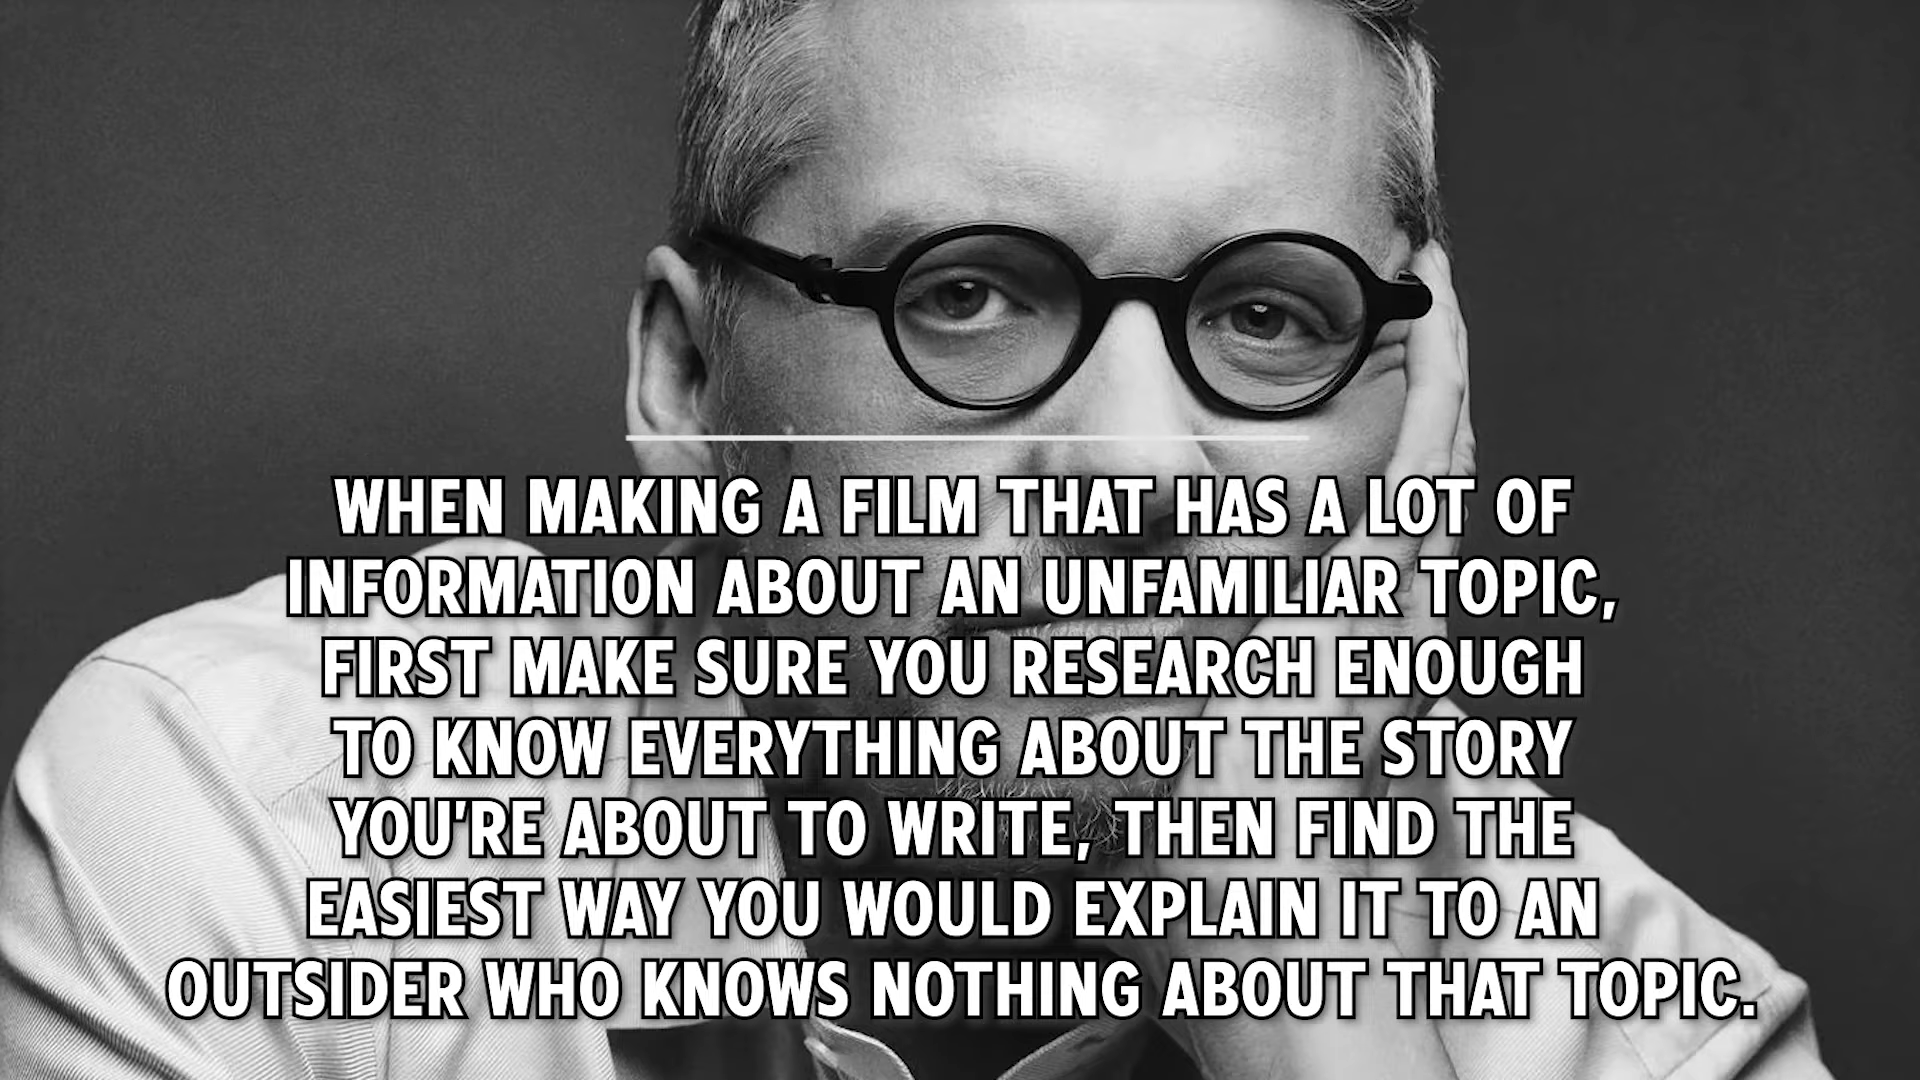 WHEN MAKING A FILM THAT HAS A LOT OF
INFORMATION ABOUT AN UNFAMILIAR TOPIC,
FIRST MAKE SURE YOU RESEARCH ENOUGH
TO KNOW EVERYTHING ABOUT THE STORY
YOU'RE ABOUT TO WRITE, THEN FIND THE
EASIEST WAY YOU WOULD EXPLAIN IT TO AN
OUTSIDER WHO KNOWS NOTHING ABOUT THAT TOPIC.